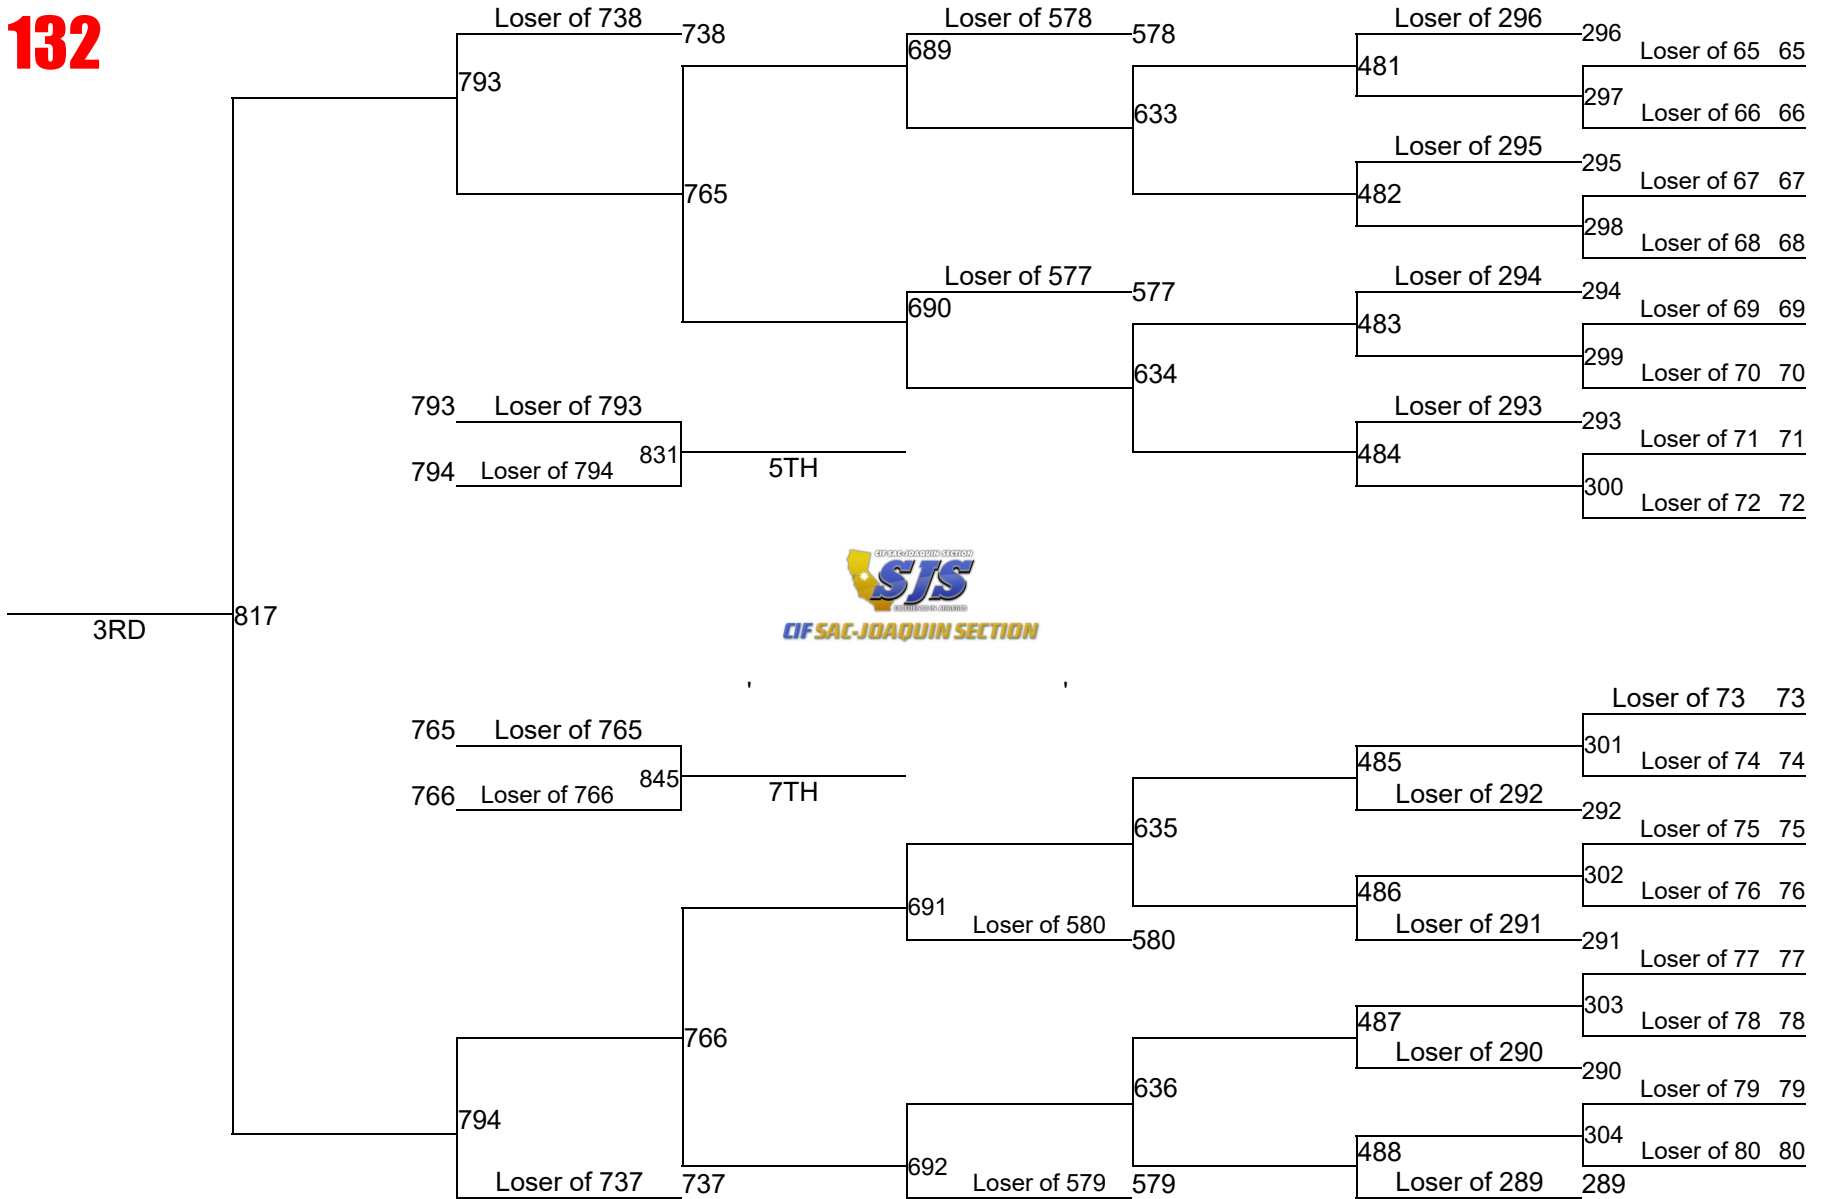 132
Loser of 738
738
Loser of 578
578
Loser of 296
296
Loser of 65 65
689
481
793
297
633
Loser of 66 66
Loser of 295
295
Loser of 67 67
765
482
298
Loser of 68 68
Loser of 577
577
Loser of 294
294
Loser of 69 69
690
483
299
634
Loser of 70 70
793 Loser of 793
Loser of 293
293
Loser of 71 71
831
484
794 Loser of 794
5TH
300
Loser of 72 72
CIF SAC-JOAQUIN SECTION
SJS
EXCELLENCE IN ATHLETICS
CIF SAC-JOAQUIN SECTION
817
3RD
' '
Loser of 73 73
765 Loser of 765
301
485
Loser of 74 74
845
766 Loser of 766
7TH
Loser of 292
292
635
Loser of 75 75
302
486
Loser of 76 76
691
Loser of 580
580
Loser of 291
291
Loser of 77 77
303
487
Loser of 78 78
766
Loser of 290
290
636
Loser of 79 79
794
304
488
Loser of 80 80
692
Loser of 737
737
Loser of 579
579
Loser of 289
289